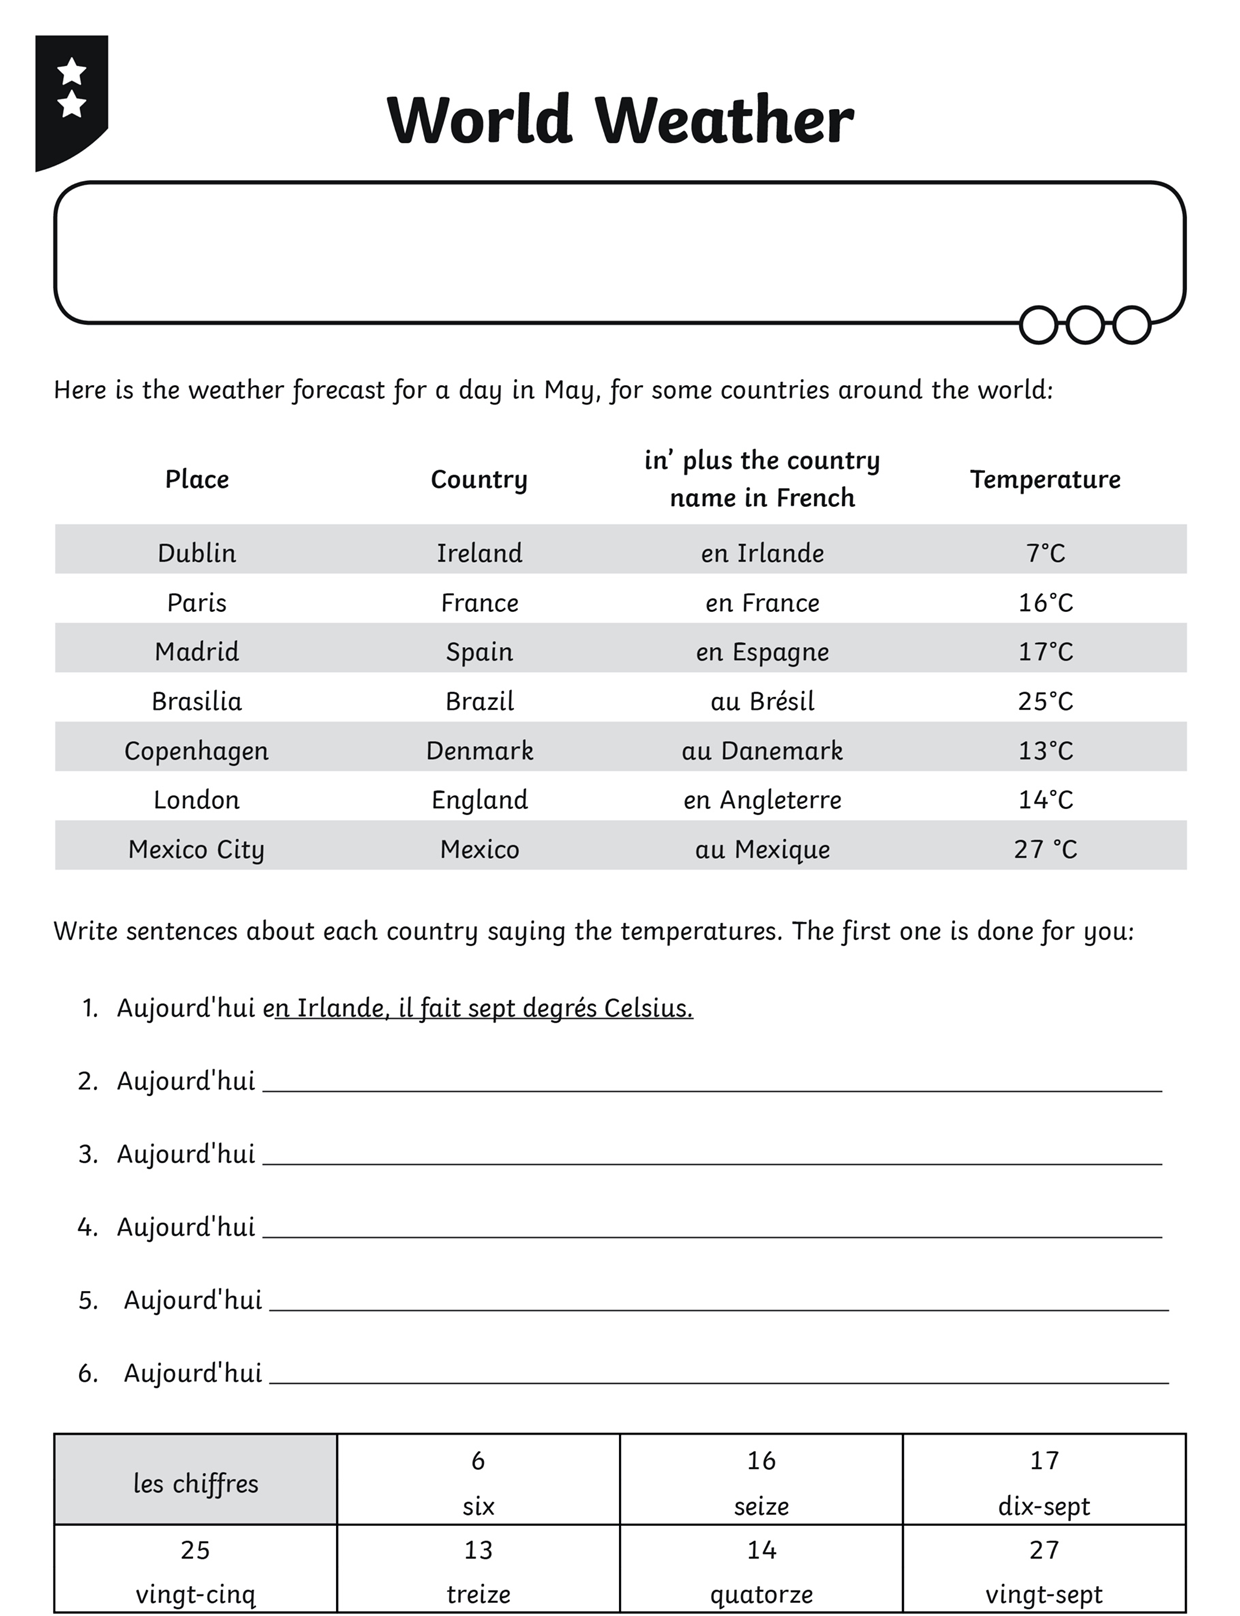 World Weather
Here is the weather forecast for a day in May, for some countries around the world:
Place Country in’ plus the country name in French Temperature
Dublin Ireland en Irlande 7°C
Paris France en France 16°C
Madrid Spain en Espagne 17°C
Brasilia Brazil au Brésil 25°C
Copenhagen Denmark au Danemark 13°C
London England en Angleterre 14°C
Mexico City Mexico au Mexique 27 °C
Write sentences about each country saying the temperatures. The first one is done for you:
1. Aujourd'hui en Irlande, il fait sept degrés Celsius.
2. Aujourd'hui
3. Aujourd'hui
4. Aujourd'hui
5. Aujourd'hui
6. Aujourd'hui
les chiffres
6 16 17
six seize dix-sept
25 13 14 27
vingt-cinq treize quatorze vingt-sept